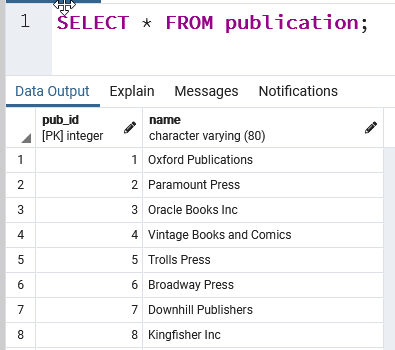 1 SELECT * FROM publication;
Data Output Explain Messages Notifications
pub_id name
[PK] integer character varying (80)
1 1 Oxford Publications
2 2 Paramount Press
3 3 Oracle Books Inc
4 4 Vintage Books and Comics
5 5 Trolls Press
6 6 Broadway Press
7 7 Downhill Publishers
8 8 Kingfisher Inc